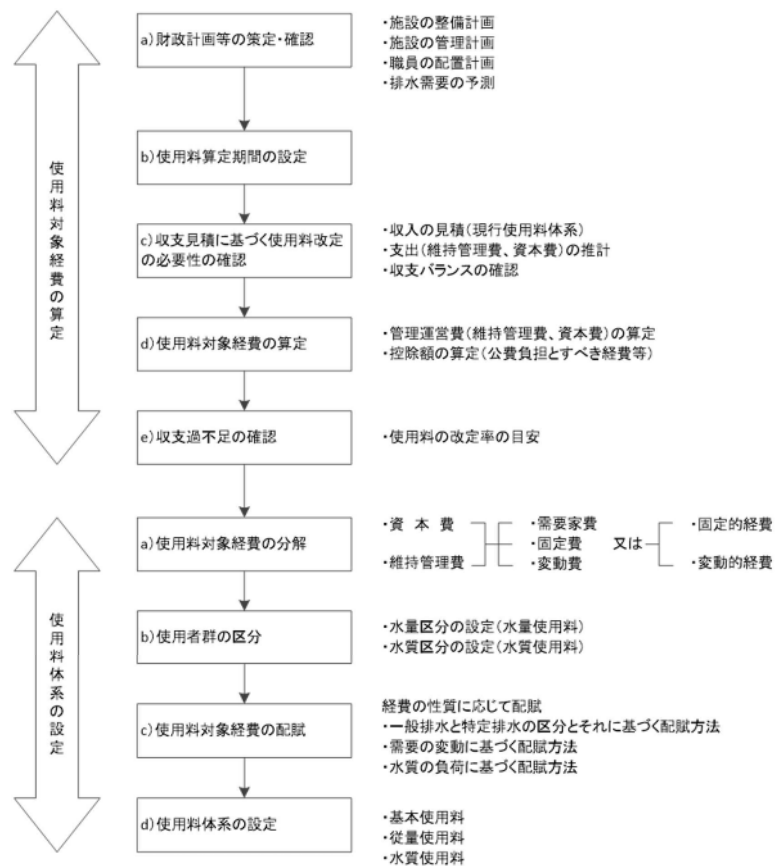 使用料対象経費の算定
a)財政計画等の策定・確認
・施設の整備計画
・施設の管理計画
・職員の配置計画
・排水需要の予測
b)使用料算定期間の設定
c)収支見積に基づく使用料改定
の必要性の確認
・収入の見積(現行使用料体系)
・支出(維持管理費、資本費)の推計
・収支バランスの確認
d)使用料対象経費の算定
・管理運営費(維持管理費、資本費)の算定
・控除額の算定(公費負担とすべき経費等)
e)収支過不足の確認
・使用料の改定率の目安
使用料体系の設定
a)使用料対象経費の分解
・資 本 費
・維持管理費
・需要家費
・固定費
・変動費
又は
・固定的経費
・変動的経費
b)使用者群の区分
・水量区分の設定(水量使用料)
・水質区分の設定(水質使用料)
c)使用料対象経費の配賦
経費の性質に応じて配賦
・一般排水と特定排水の区分とそれに基づく配賦方法
・需要の変動に基づく配賦方法
・水質の負荷に基づく配賦方法
d)使用料体系の設定
・基本使用料
・従量使用料
・水質使用料